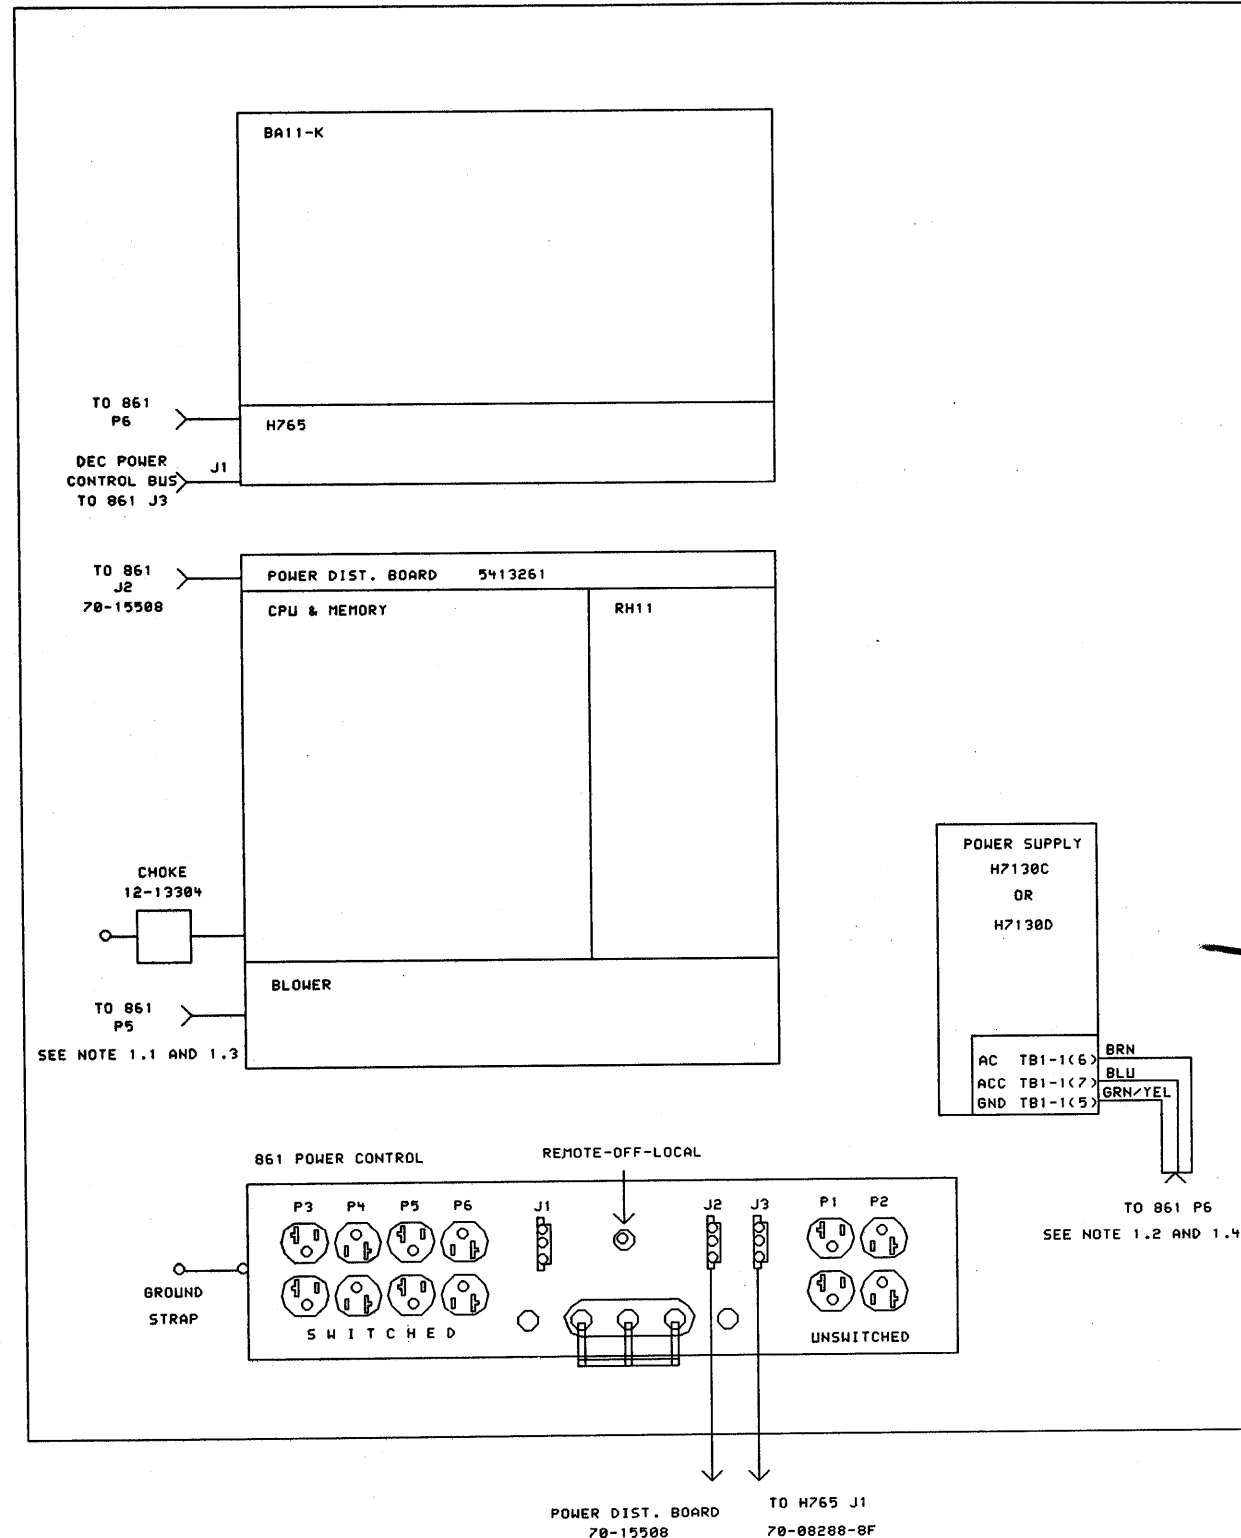 BA11-K
TO 861
P6
H765
DEC POWER
CONTROL BUS
TO 861 J3
J1
TO 861
J2
70-15508
POWER DIST. BOARD 5413261
CPU & MEMORY
RH11
CHOKE
12-13304
BLOWER
TO 861
P5
SEE NOTE 1.1 AND 1.3
POWER SUPPLY
H7130C
OR
H7130D
AC TB1-1(6) BRN
ACC TB1-1(7) BLU
GND TB1-1(5) GRN/YEL
TO 861 P6
SEE NOTE 1.2 AND 1.4
861 POWER CONTROL
REMOTE-OFF-LOCAL
P3 P4 P5 P6 J1 J2 J3 P1 P2
GROUND
STRAP
SWITCHED
UNSWITCHED
POWER DIST. BOARD
70-15508
TO H765 J1
70-08288-8F